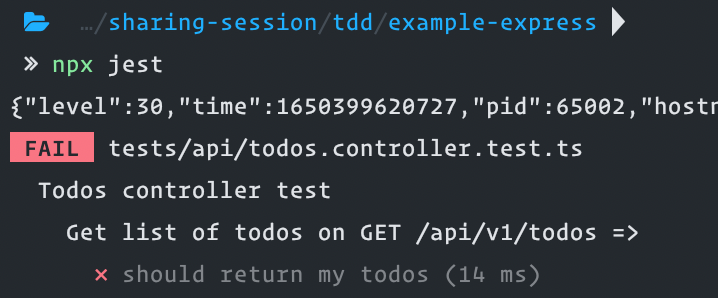 …/sharing-session/tdd/example-express
» npx jest
{"level":30,"time":1650399620727,"pid":65002,"hostn
FAIL tests/api/todos.controller.test.ts
Todos controller test
Get list of todos on GET /api/v1/todos =>
× should return my todos (14 ms)